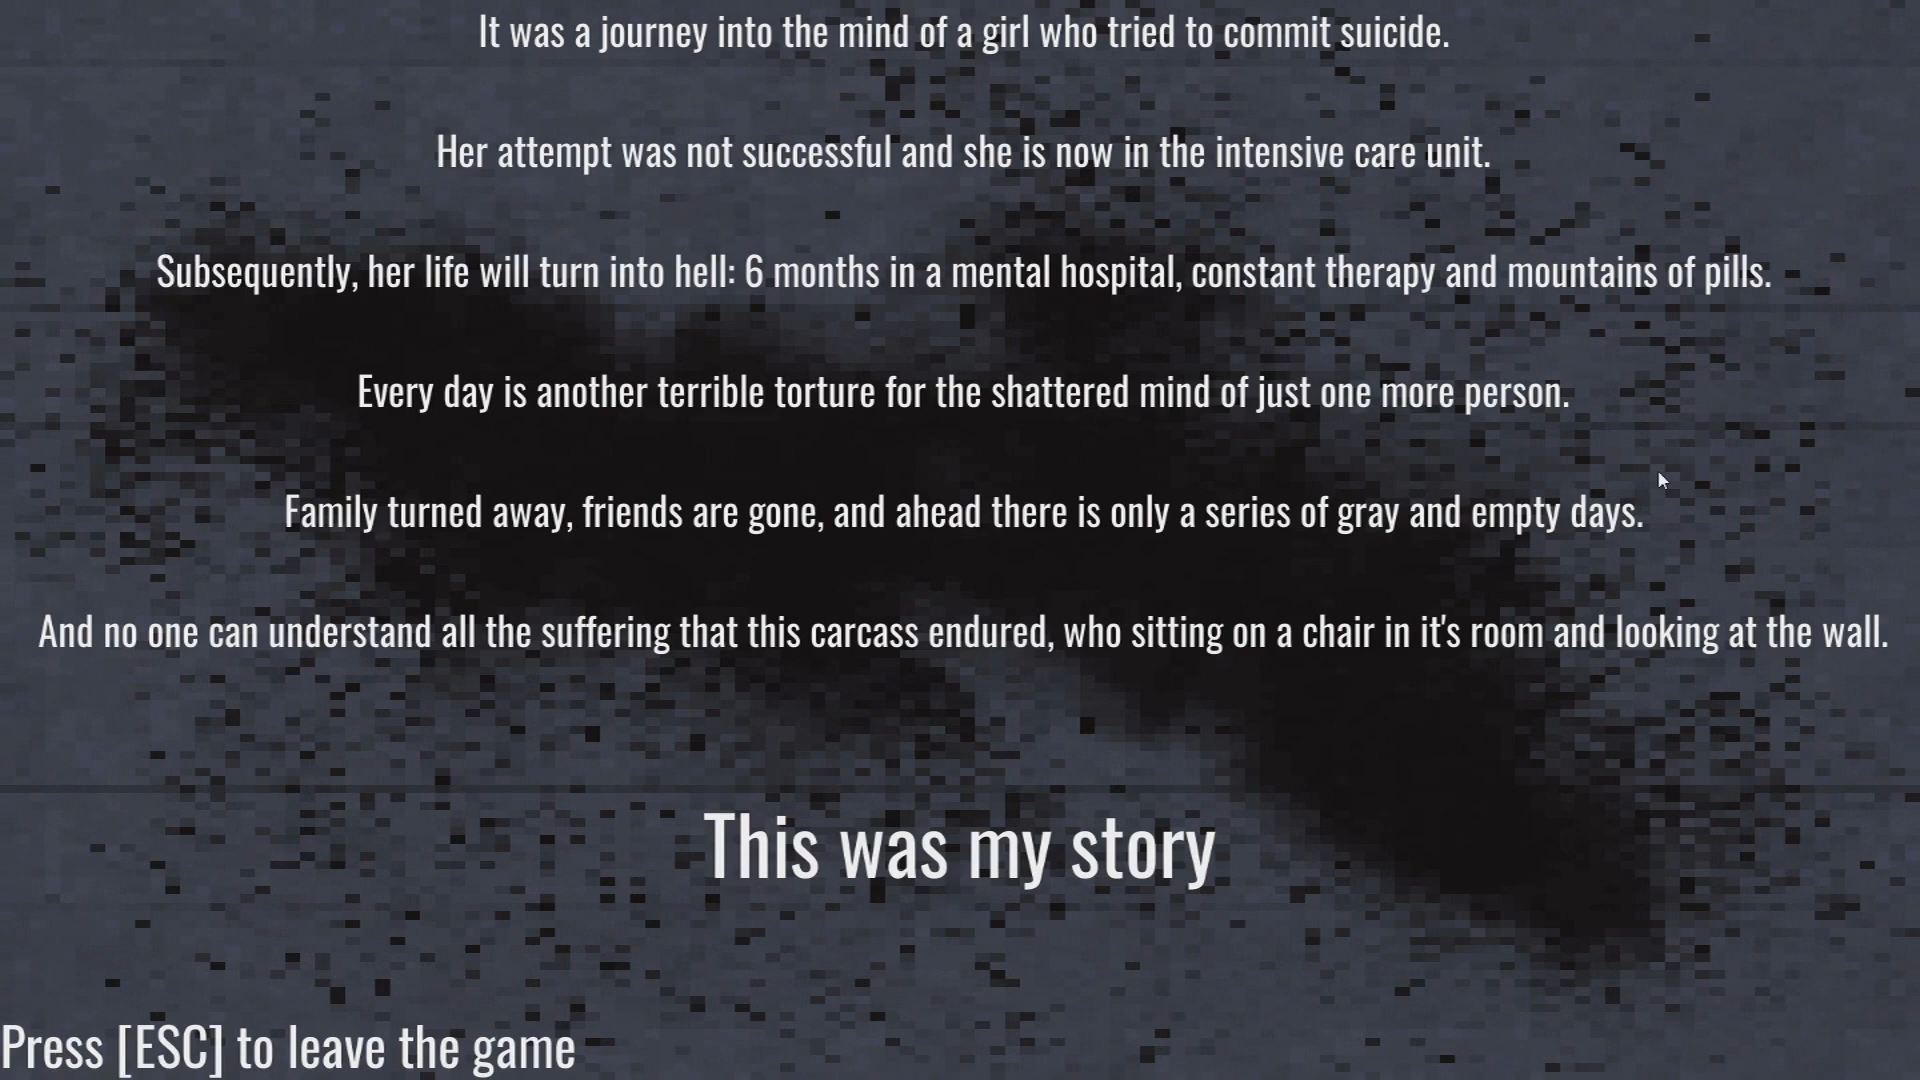 It was a journey into the mind of a girl who tried to commit suicide.
Her attempt was not successful and she is now in the intensive care unit.
Subsequently, her life will turn into hell: 6 months in a mental hospital, constant therapy and mountains of pills.
Every day is another terrible torture for the shattered mind of just one more person.
Family turned away, friends are gone, and ahead there is only a series of gray and empty days.
And no one can understand all the suffering that this carcass endured, who sitting on a chair in it's room and looking at the wall.
This was my story
Press [ESC] to leave the game